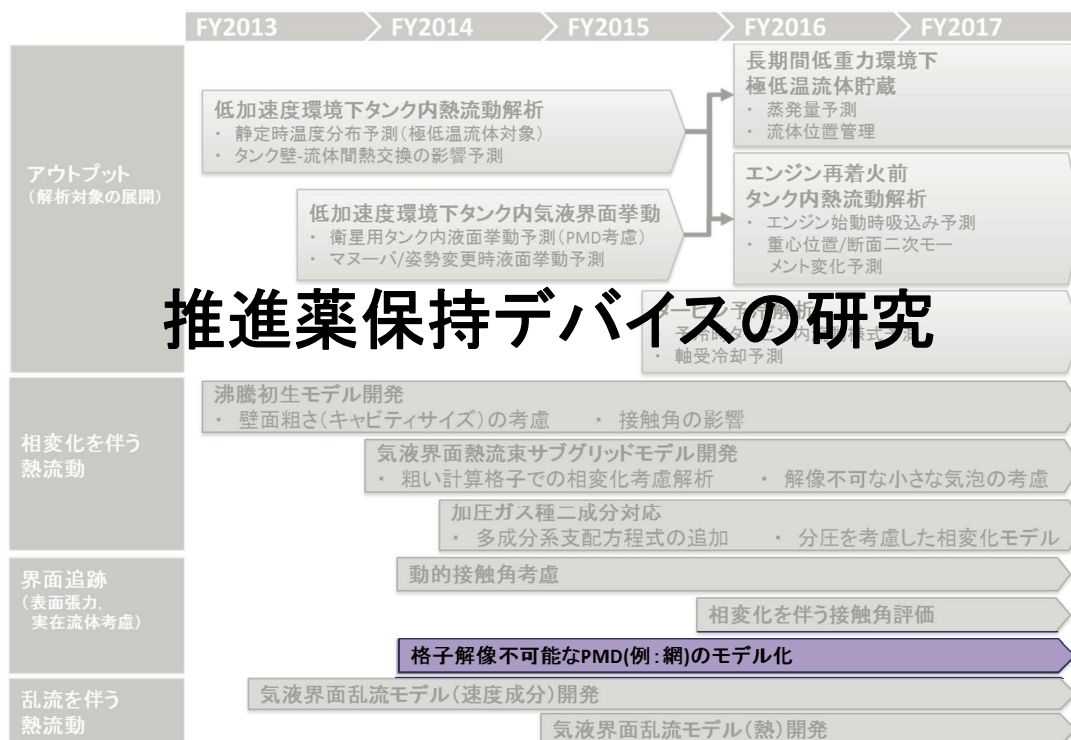 FY2013 FY2014 FY2015 FY2016 FY2017
アウトプット
(解析対象の展開)
低加速度環境下タンク内熱流動解析
・ 静定時温度分布予測(極低温流体対象)
・ タンク壁-流体間熱交換の影響予測
長期間低重力環境下
極低温流体貯蔵
・ 蒸発量予測
・ 流体位置管理
低加速度環境下タンク内気液界面挙動
・ 衛星用タンク内液面挙動予測(PMD考慮)
・ マヌーバ/姿勢変更時液面挙動予測
エンジン再着火前
タンク内熱流動解析
・ エンジン始動時吸込み予測
・ 重心位置/断面二次モー
メント変化予測
推進薬保持デバイスの研究
・ 軸受冷却予測
相変化を伴う
熱流動
沸騰初生モデル開発
・ 壁面粗さ(キャビティサイズ)の考慮 ・ 接触角の影響
気液界面熱流束サブグリッドモデル開発
・ 粗い計算格子での相変化考慮解析 ・ 解像不可な小さな気泡の考慮
加圧ガス種二成分対応
・ 多成分系支配方程式の追加 ・ 分圧を考慮した相変化モデル
界面追跡
(表面張力,
実在流体考慮)
動的接触角考慮
相変化を伴う接触角評価
格子解像不可能なPMD(例:網)のモデル化
乱流を伴う
熱流動
気液界面乱流モデル(速度成分)開発
気液界面乱流モデル(熱)開発